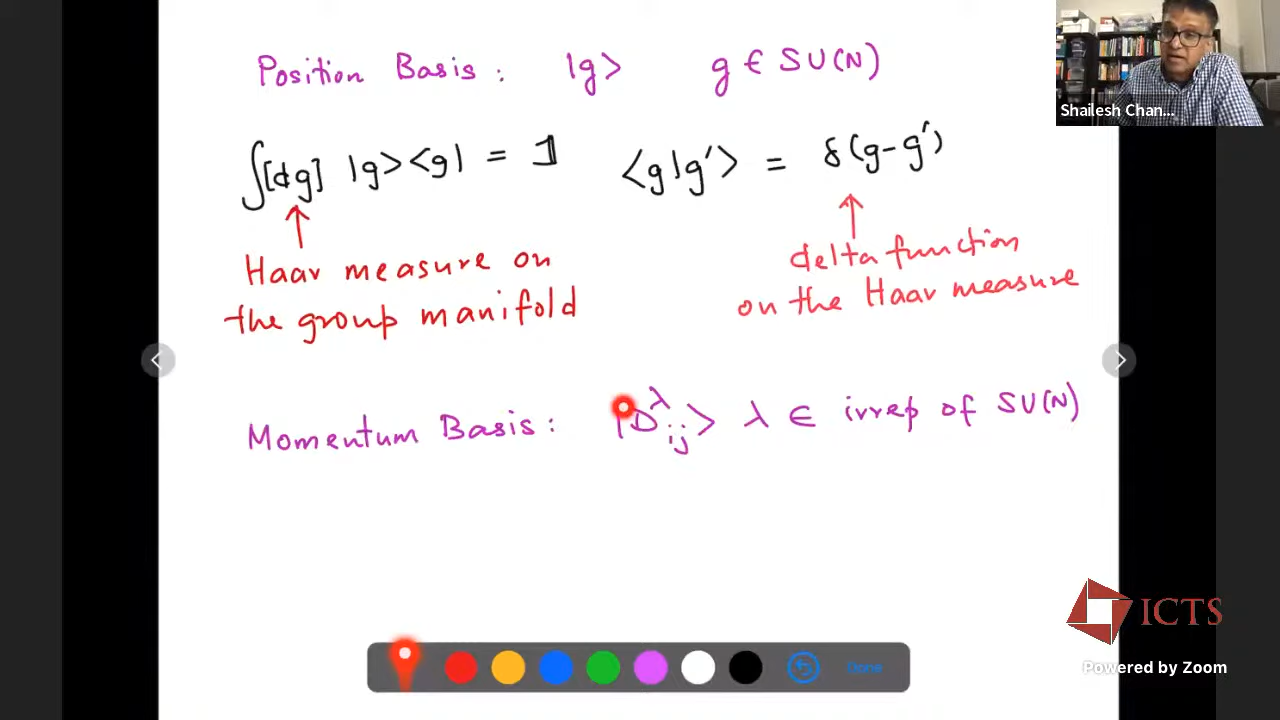 Position Basis: |g> g ∈ SU(N)
∫[dg] |g><g| = 𝟙 <g|g'> = δ(g-g')
Haar measure on
the group manifold
delta function
on the Haar measure
Momentum Basis: |D^λ_ij> λ ∈ irrep of SU(N)
Shailesh Chan...
ICTS
Done
Powered by Zoom